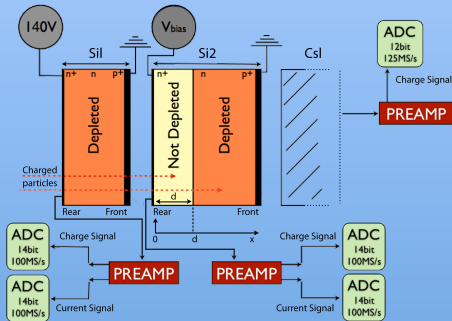 140V
Vbias
Si1
Si2
CsI
n+ n p+
n+ n p+
Depleted
Not Depleted
Depleted
Charged
particles
d
Rear Front
Rear Front
0 d x
ADC
12bit
125MS/s
Charge Signal
PREAMP
ADC
14bit
100MS/s
Charge Signal
PREAMP
ADC
14bit
100MS/s
Current Signal
PREAMP
Charge Signal
ADC
14bit
100MS/s
Current Signal
ADC
14bit
100MS/s